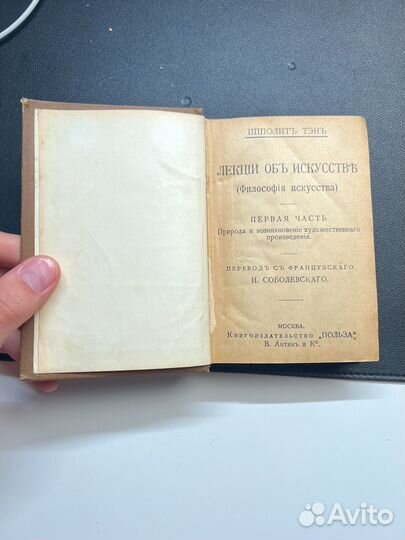 ИППОЛИТЪ ТЭНЪ
ЛЕКЦІИ ОБЪ ИСКУССТВѢ
(Философія искусства)
ПЕРВАЯ ЧАСТЬ
Природа и возникновеніе художественнаго
произведенія.
ПЕРЕВОДЪ СЪ ФРАНЦУЗСКАГО
Н. СОБОЛЕВСКАГО.
МОСКВА.
Книгоиздательство „ПОЛЬЗА"
В. Антикъ и Кº.
Avito